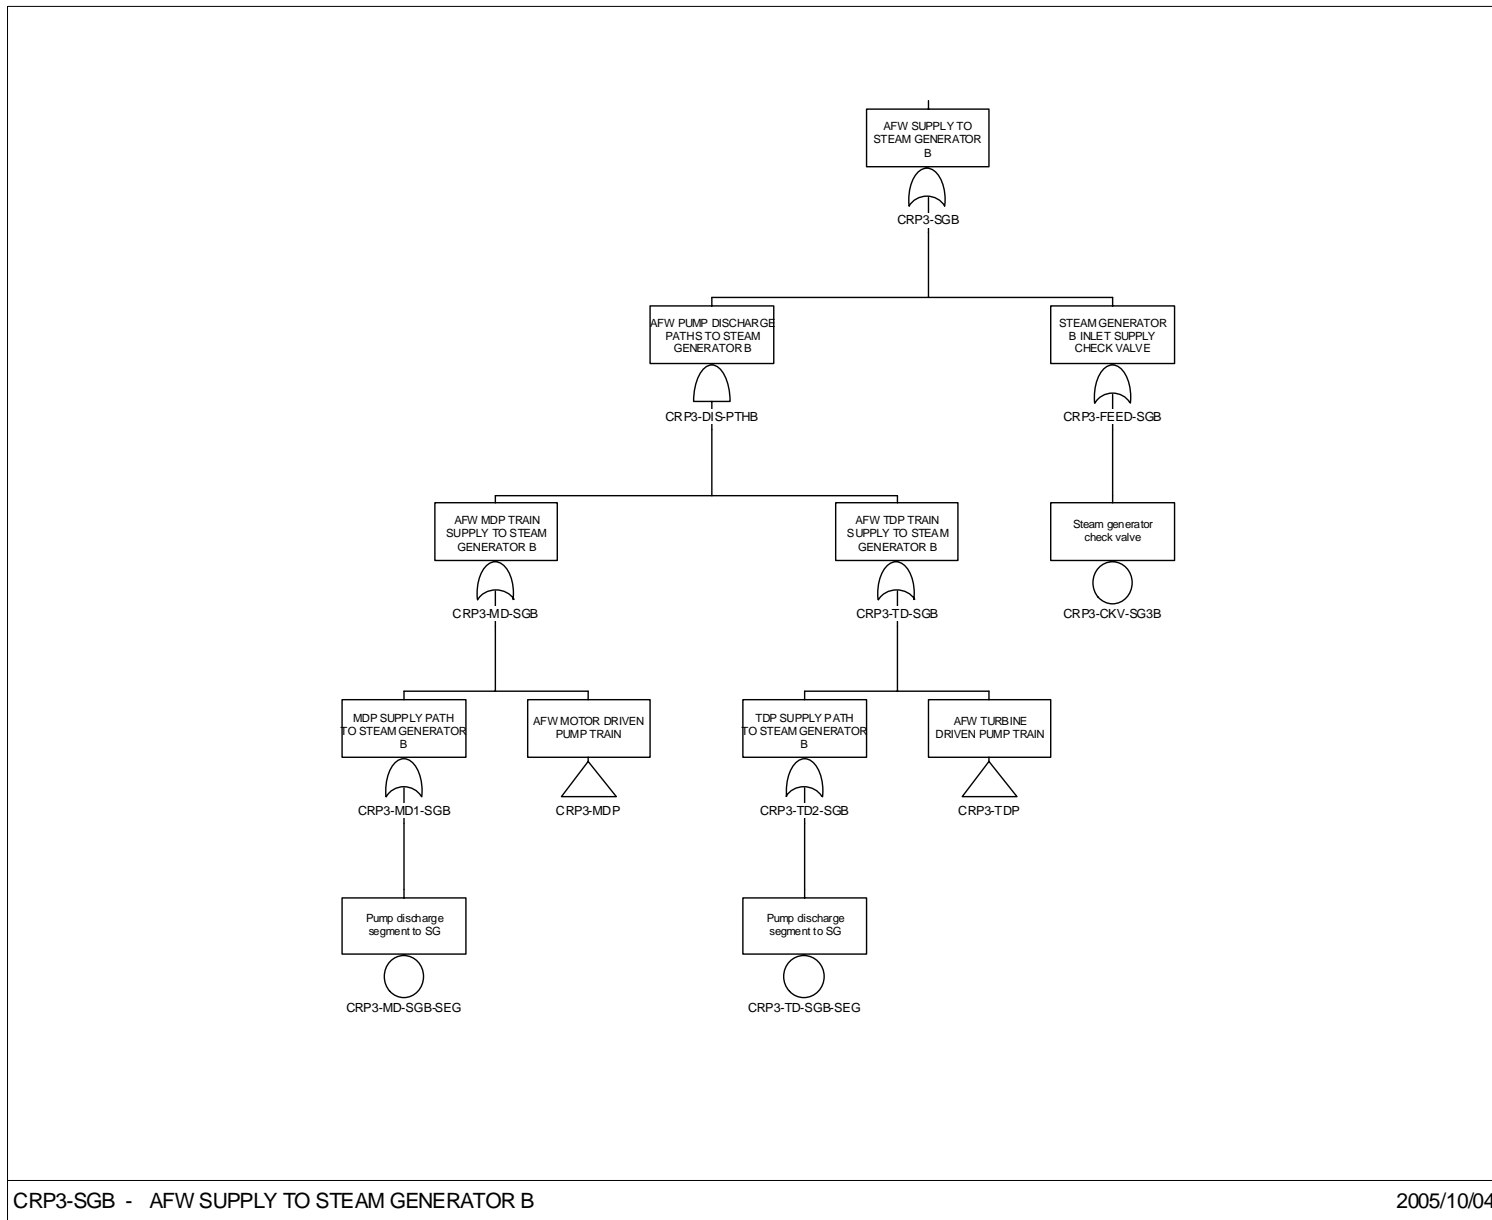 AFW SUPPLY TO
STEAM GENERATOR
B
CRP3-SGB
AFW PUMP DISCHARGE
PATHS TO STEAM
GENERATOR B
CRP3-DIS-PTHB
STEAM GENERATOR
B INLET SUPPLY
CHECK VALVE
CRP3-FEED-SGB
AFW MDP TRAIN
SUPPLY TO STEAM
GENERATOR B
CRP3-MD-SGB
AFW TDP TRAIN
SUPPLY TO STEAM
GENERATOR B
CRP3-TD-SGB
Steam generator
check valve
CRP3-CKV-SG3B
MDP SUPPLY PATH
TO STEAM GENERATOR
B
CRP3-MD1-SGB
AFW MOTOR DRIVEN
PUMP TRAIN
CRP3-MDP
TDP SUPPLY PATH
TO STEAM GENERATOR
B
CRP3-TD2-SGB
AFW TURBINE
DRIVEN PUMP TRAIN
CRP3-TDP
Pump discharge
segment to SG
CRP3-MD-SGB-SEG
Pump discharge
segment to SG
CRP3-TD-SGB-SEG
CRP3-SGB - AFW SUPPLY TO STEAM GENERATOR B
2005/10/04